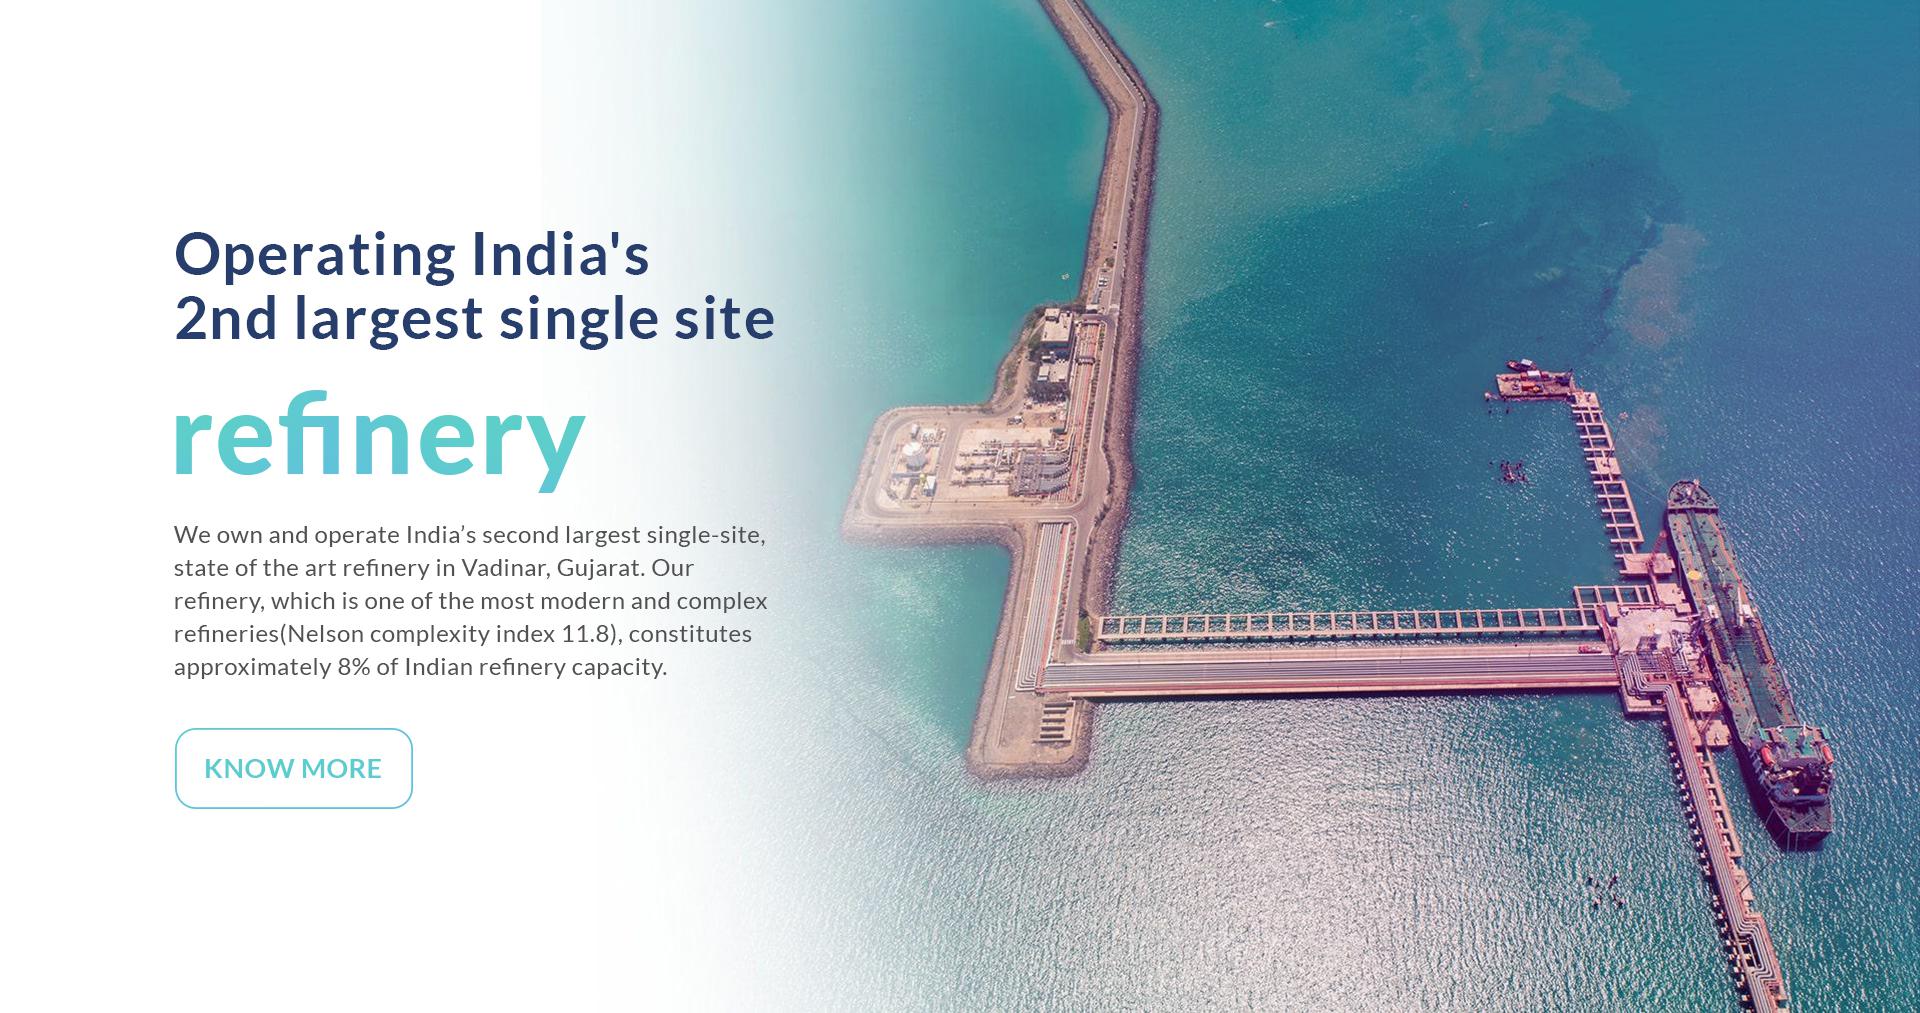 Operating India's
2nd largest single site
refinery
We own and operate India’s second largest single-site,
state of the art refinery in Vadinar, Gujarat. Our
refinery, which is one of the most modern and complex
refineries(Nelson complexity index 11.8), constitutes
approximately 8% of Indian refinery capacity.
KNOW MORE